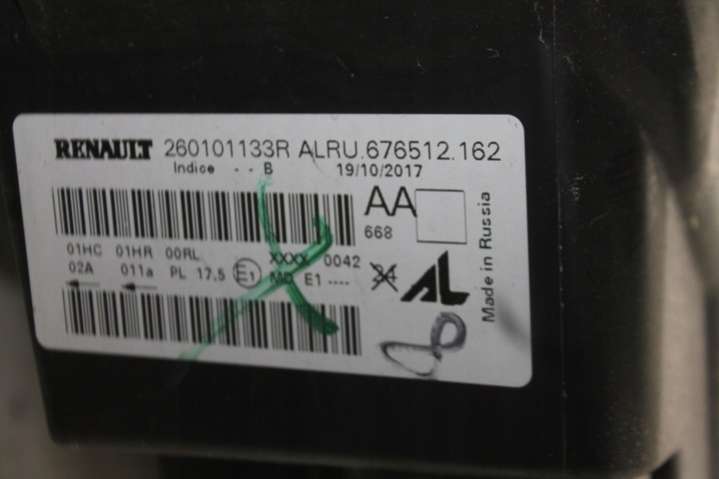 RENAULT 260101133R ALRU.676512.162
Indice - - B 19/10/2017
AA
668
01HC 01HR 00RL XXXX 0042
02A 011a PL 17.5 E1 MD E1 ---- 24
AL
Made in Russia